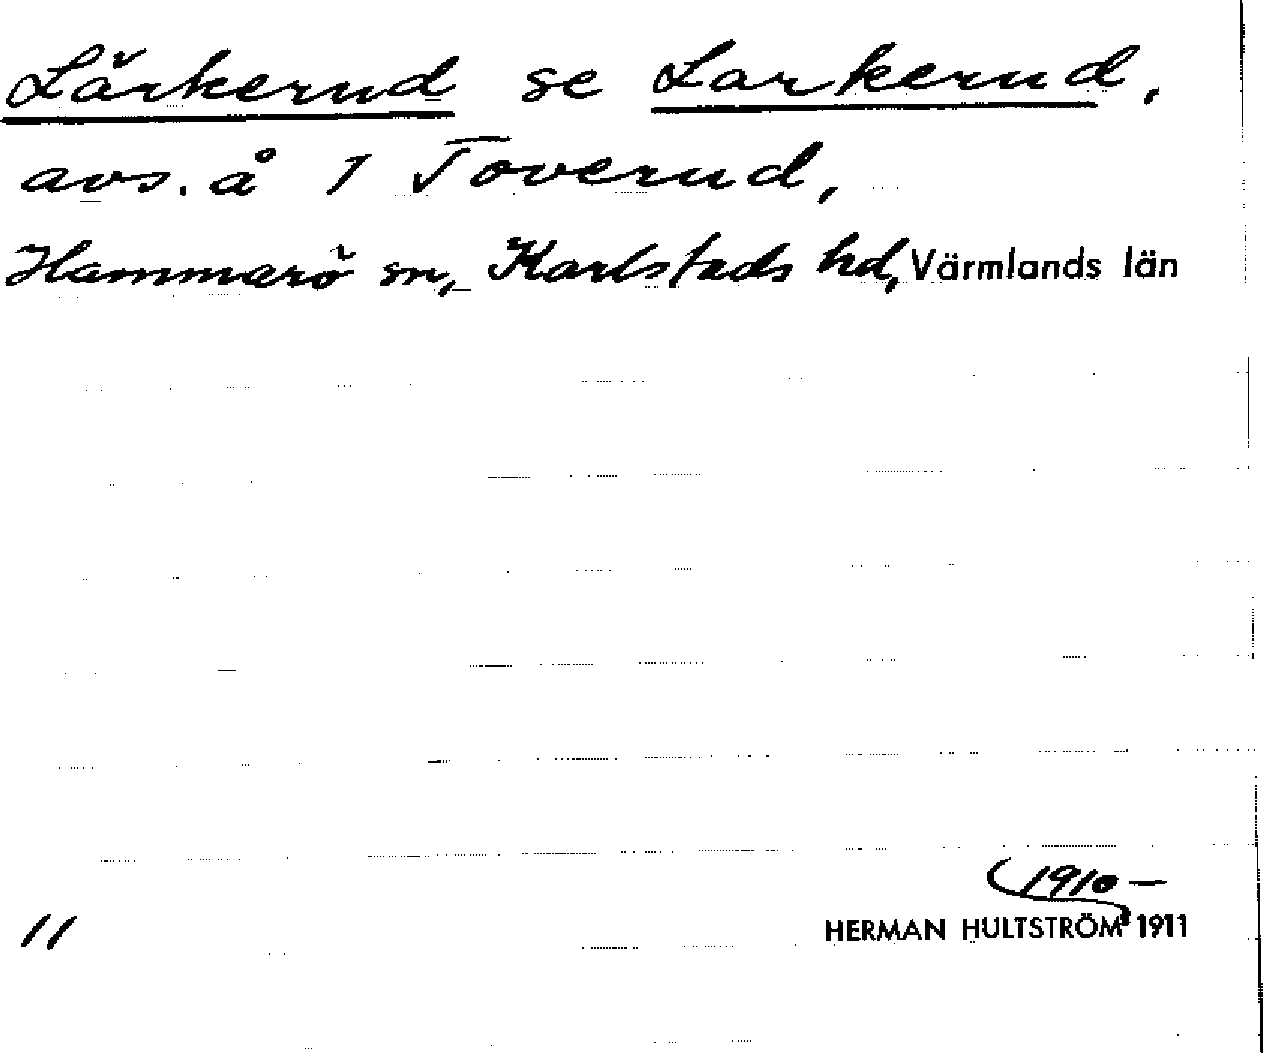 Lärkerud se Larkerud,
avs. å 1 Toverud,
Hammarö sn, Karlstads hd, Värmlands län
1910–
11 HERMAN HULTSTRÖM 1911